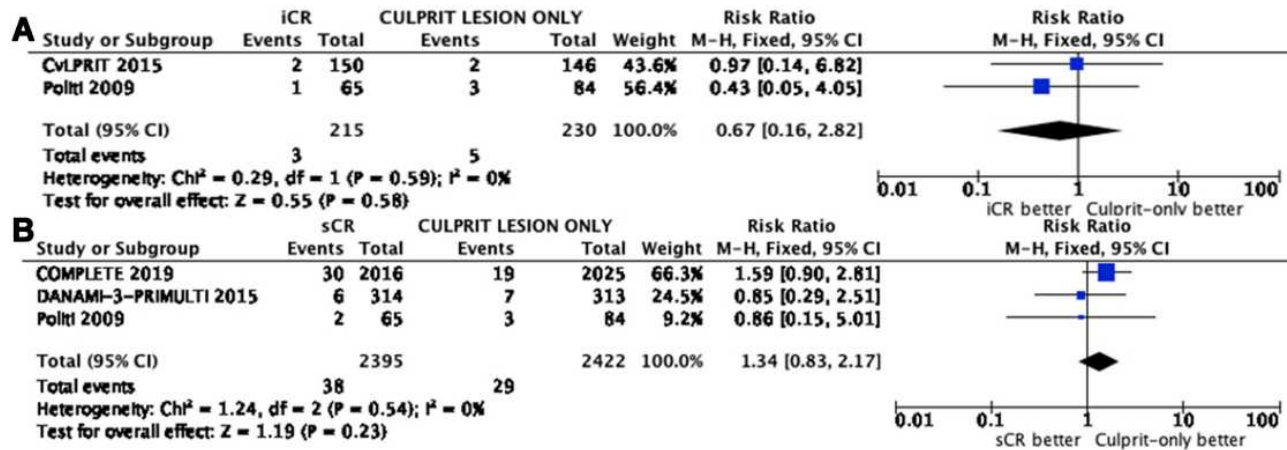 A
iCR CULPRIT LESION ONLY Risk Ratio Risk Ratio
Study or Subgroup Events Total Events Total Weight M-H, Fixed, 95% CI M-H, Fixed, 95% CI
CvLPRIT 2015 2 150 2 146 43.6% 0.97 [0.14, 6.82]
Politi 2009 1 65 3 84 56.4% 0.43 [0.05, 4.05]
Total (95% CI) 215 230 100.0% 0.67 [0.16, 2.82]
Total events 3 5
Heterogeneity: Chi² = 0.29, df = 1 (P = 0.59); I² = 0%
Test for overall effect: Z = 0.55 (P = 0.58)
0.01 0.1 1 10 100
iCR better Culprit-only better
B
sCR CULPRIT LESION ONLY Risk Ratio Risk Ratio
Study or Subgroup Events Total Events Total Weight M-H, Fixed, 95% CI M-H, Fixed, 95% CI
COMPLETE 2019 30 2016 19 2025 66.3% 1.59 [0.90, 2.81]
DANAMI-3-PRIMULTI 2015 6 314 7 313 24.5% 0.85 [0.29, 2.51]
Politi 2009 2 65 3 84 9.2% 0.86 [0.15, 5.01]
Total (95% CI) 2395 2422 100.0% 1.34 [0.83, 2.17]
Total events 38 29
Heterogeneity: Chi² = 1.24, df = 2 (P = 0.54); I² = 0%
Test for overall effect: Z = 1.19 (P = 0.23)
0.01 0.1 1 10 100
sCR better Culprit-only better